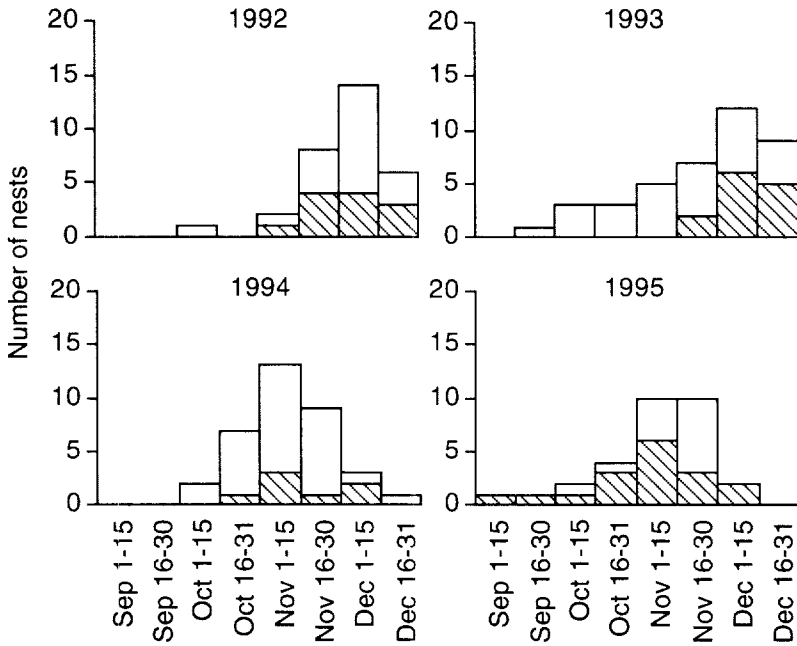 1992
20
15
10
5
0
1993
20
15
10
5
0
Number of nests
1994
20
15
10
5
0
1995
20
15
10
5
0
Sep 1-15
Sep 16-30
Oct 1-15
Oct 16-31
Nov 1-15
Nov 16-30
Dec 1-15
Dec 16-31
Sep 1-15
Sep 16-30
Oct 1-15
Oct 16-31
Nov 1-15
Nov 16-30
Dec 1-15
Dec 16-31